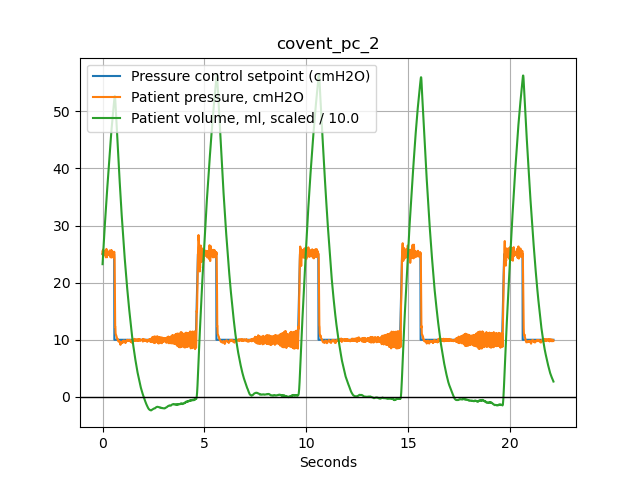 covent_pc_2
Pressure control setpoint (cmH2O)
Patient pressure, cmH2O
Patient volume, ml, scaled / 10.0
50
40
30
20
10
0
0 5 10 15 20
Seconds